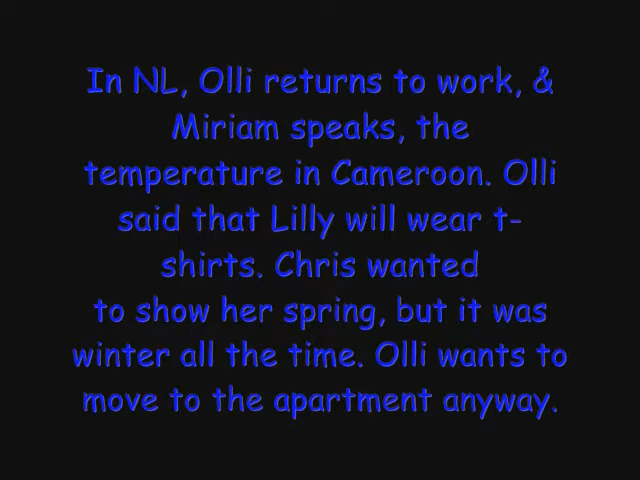 In NL, Olli returns to work, &
Miriam speaks, the
temperature in Cameroon. Olli
said that Lilly will wear t-
shirts. Chris wanted
to show her spring, but it was
winter all the time. Olli wants to
move to the apartment anyway.